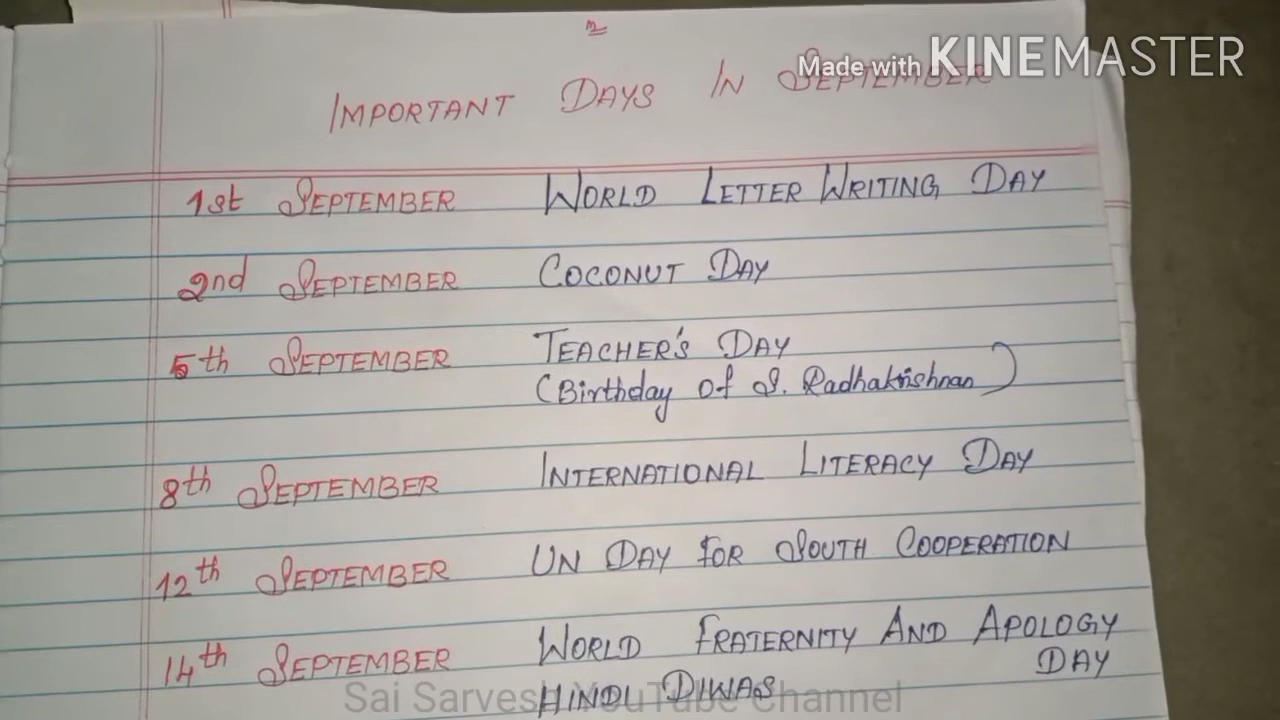 Made with KINEMASTER
IMPORTANT DAYS IN SEPTEMBER
1st SEPTEMBER WORLD LETTER WRITING DAY
2nd SEPTEMBER COCONUT DAY
5th SEPTEMBER TEACHER'S DAY
(Birthday of S. Radhakrishnan)
8th SEPTEMBER INTERNATIONAL LITERACY DAY
12th SEPTEMBER UN DAY FOR SOUTH COOPERATION
14th SEPTEMBER WORLD FRATERNITY AND APOLOGY
DAY
HINDI DIWAS
Sai Sarvesh YouTube Channel